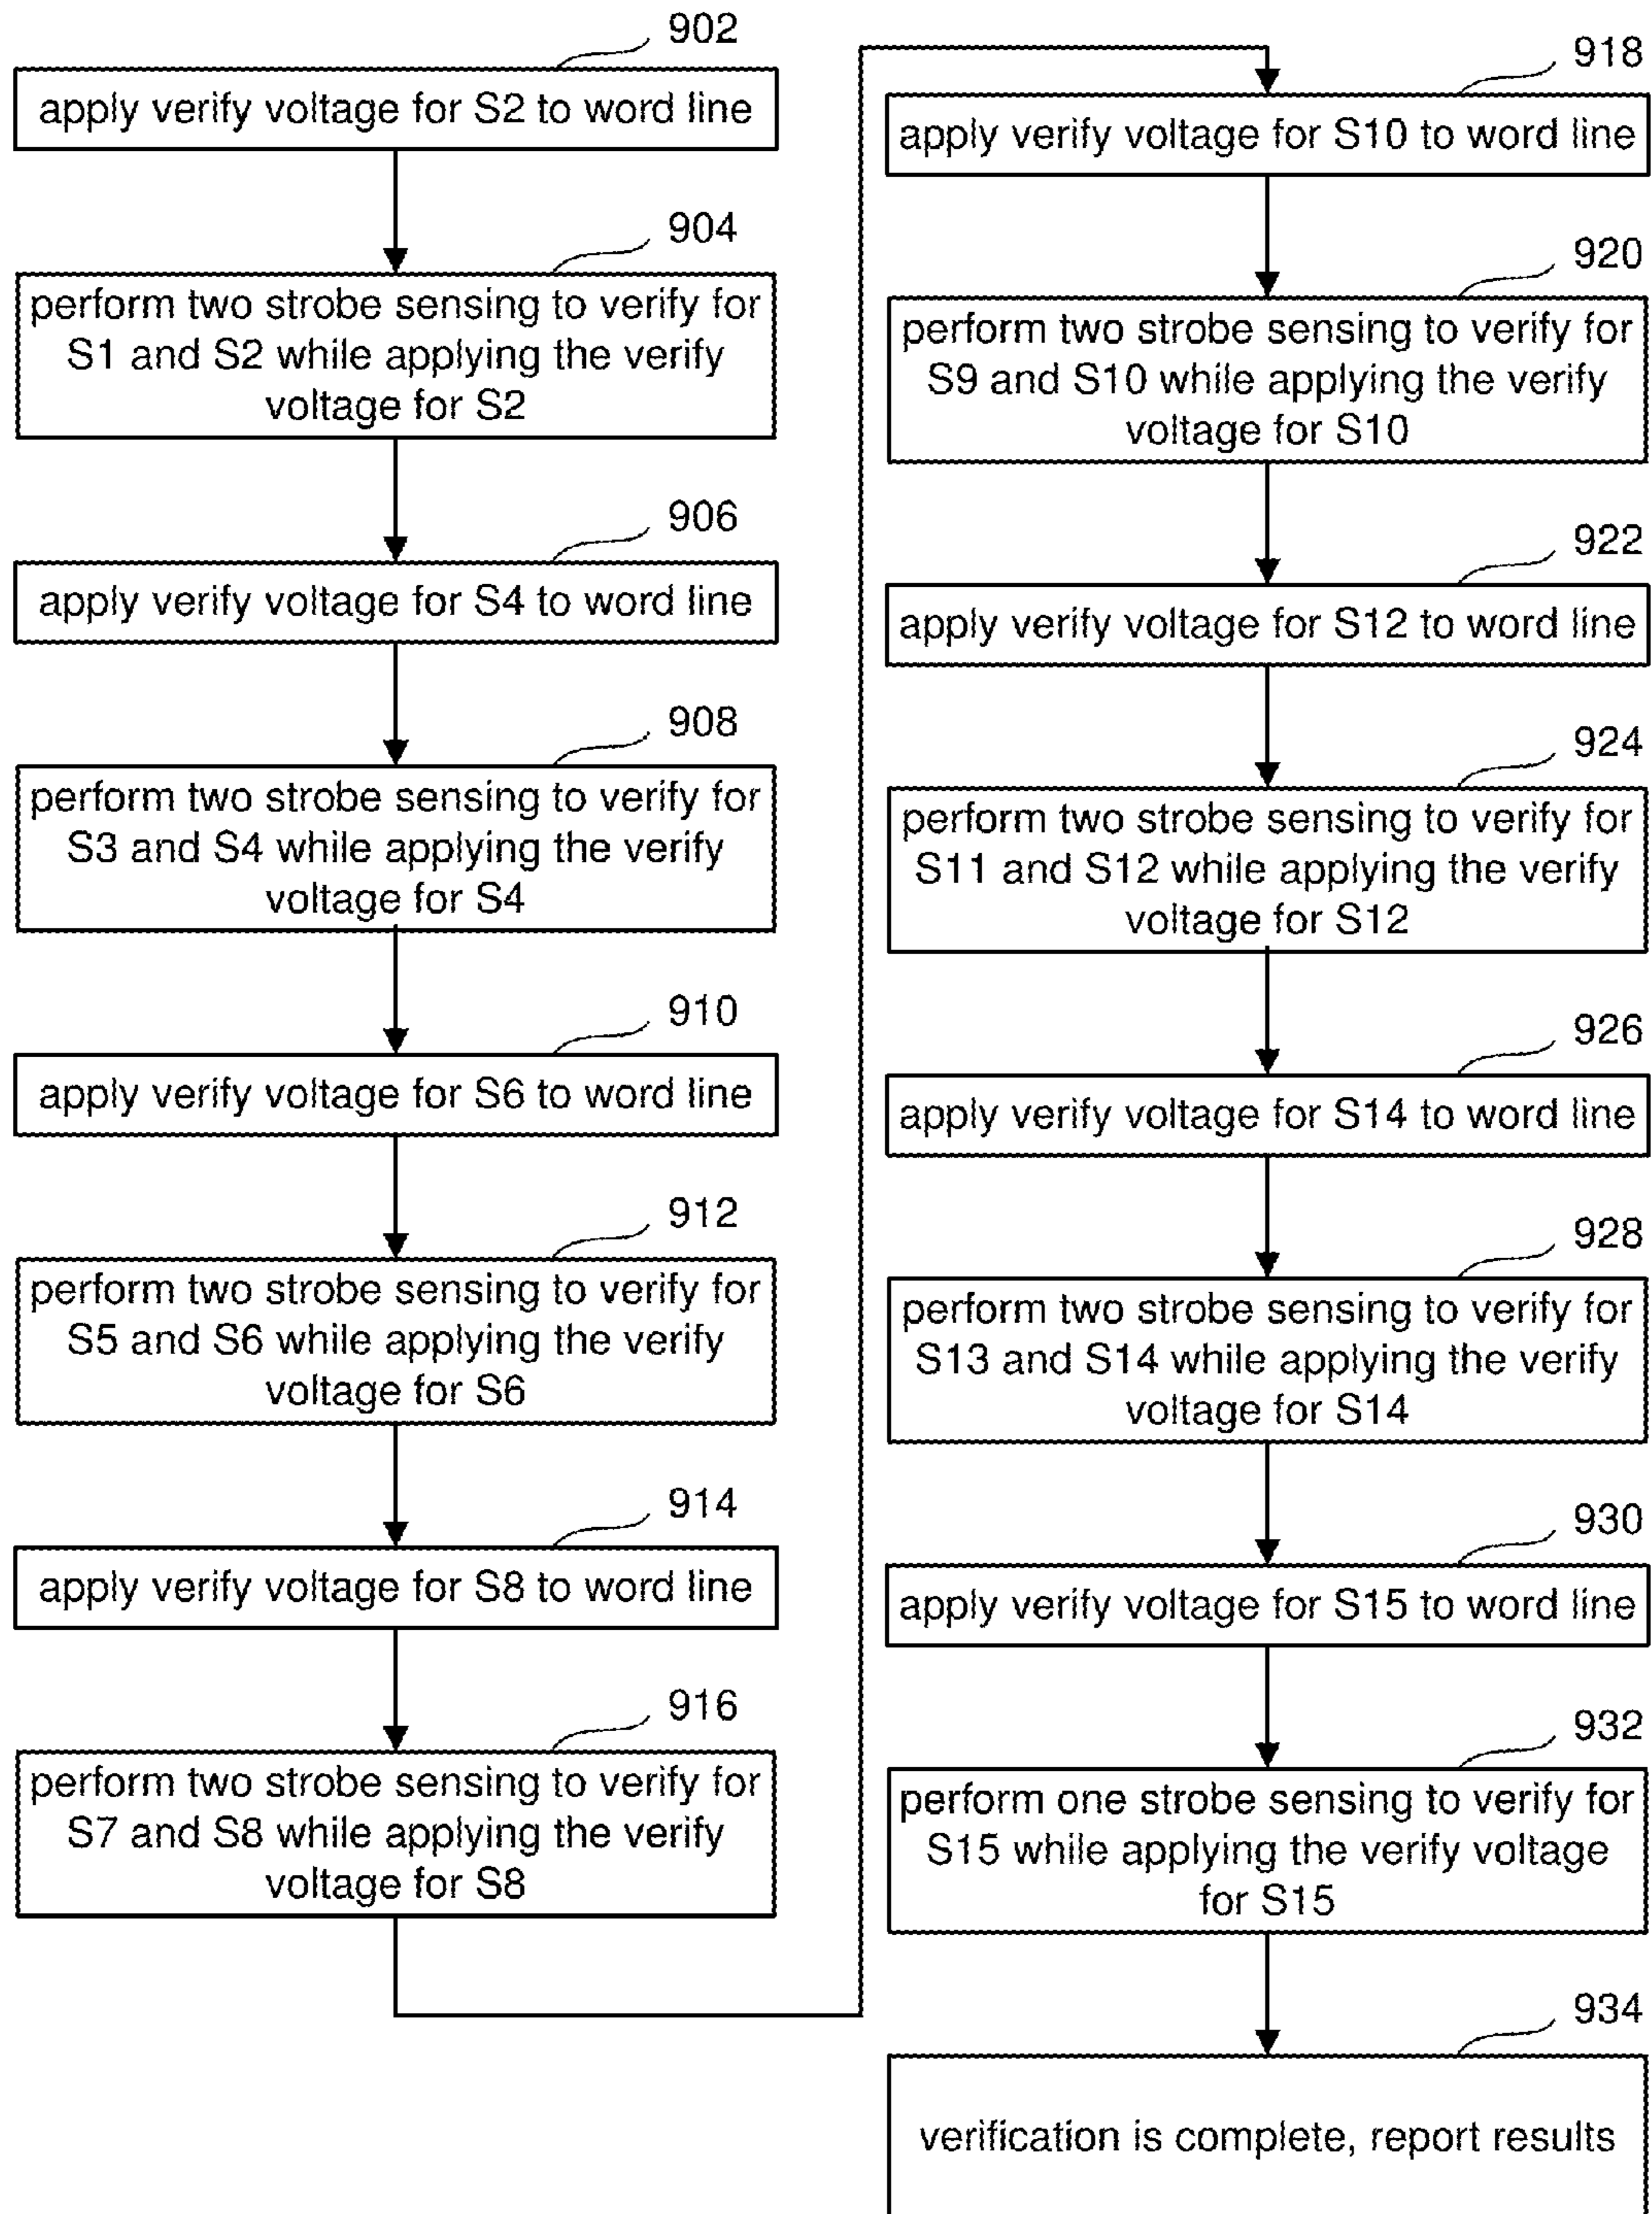 902
apply verify voltage for S2 to word line
904
perform two strobe sensing to verify for
S1 and S2 while applying the verify
voltage for S2
906
apply verify voltage for S4 to word line
908
perform two strobe sensing to verify for
S3 and S4 while applying the verify
voltage for S4
910
apply verify voltage for S6 to word line
912
perform two strobe sensing to verify for
S5 and S6 while applying the verify
voltage for S6
914
apply verify voltage for S8 to word line
916
perform two strobe sensing to verify for
S7 and S8 while applying the verify
voltage for S8
918
apply verify voltage for S10 to word line
920
perform two strobe sensing to verify for
S9 and S10 while applying the verify
voltage for S10
922
apply verify voltage for S12 to word line
924
perform two strobe sensing to verify for
S11 and S12 while applying the verify
voltage for S12
926
apply verify voltage for S14 to word line
928
perform two strobe sensing to verify for
S13 and S14 while applying the verify
voltage for S14
930
apply verify voltage for S15 to word line
932
perform one strobe sensing to verify for
S15 while applying the verify voltage
for S15
934
verification is complete, report results